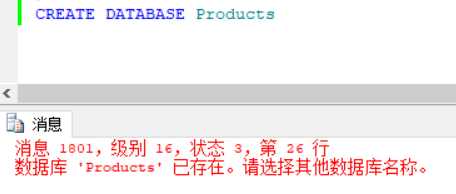 CREATE DATABASE Products
消息
消息 1801，级别 16，状态 3，第 26 行
数据库 'Products' 已存在。请选择其他数据库名称。